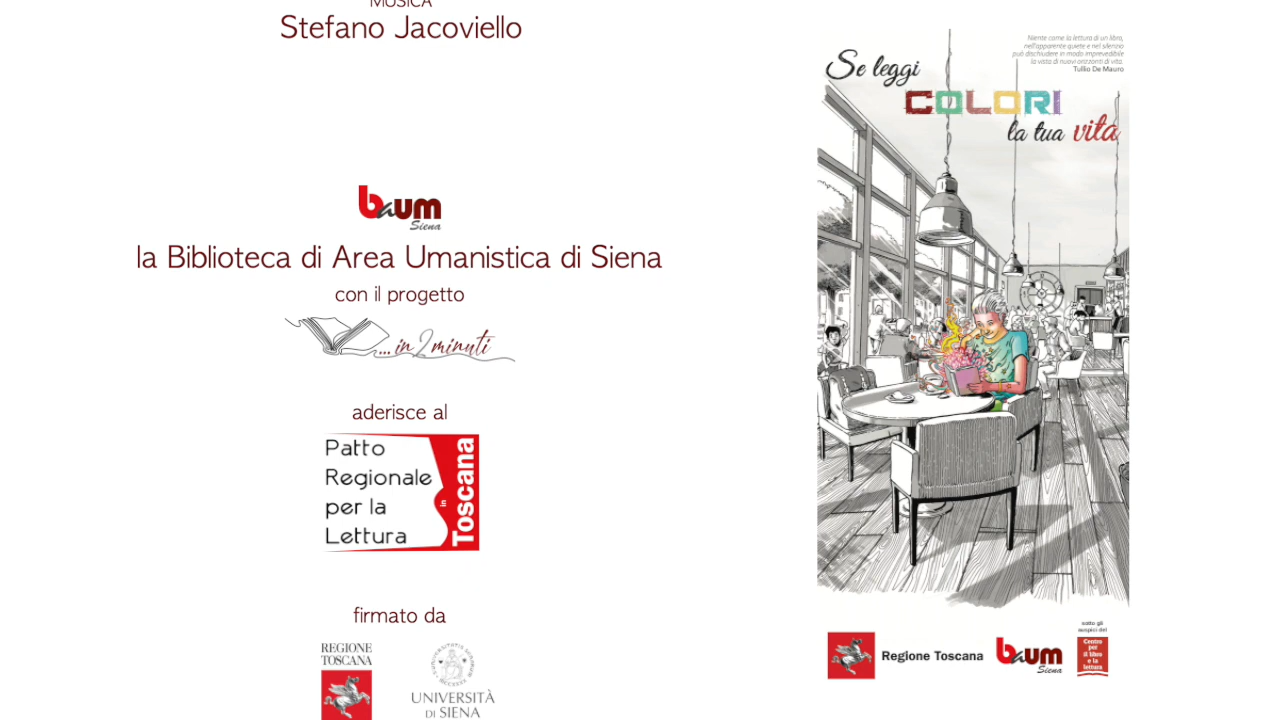 MUSICA
Stefano Jacoviello
baum
Siena
la Biblioteca di Area Umanistica di Siena
con il progetto
...in 2 minuti
aderisce al
Patto
Regionale
per la
Lettura
in
Toscana
firmato da
REGIONE
TOSCANA
UNIVERSITÀ
DI SIENA
Niente come la lettura di un libro,
nell'apparente quiete e nel silenzio
può dischiudere in modo imprevedibile
la vista di nuovi orizzonti di vita.
Tullio De Mauro
Se leggi
COLORI
la tua vita
Regione Toscana
baum
Siena
sotto gli
auspici del
Centro
per
il libro
e la
lettura